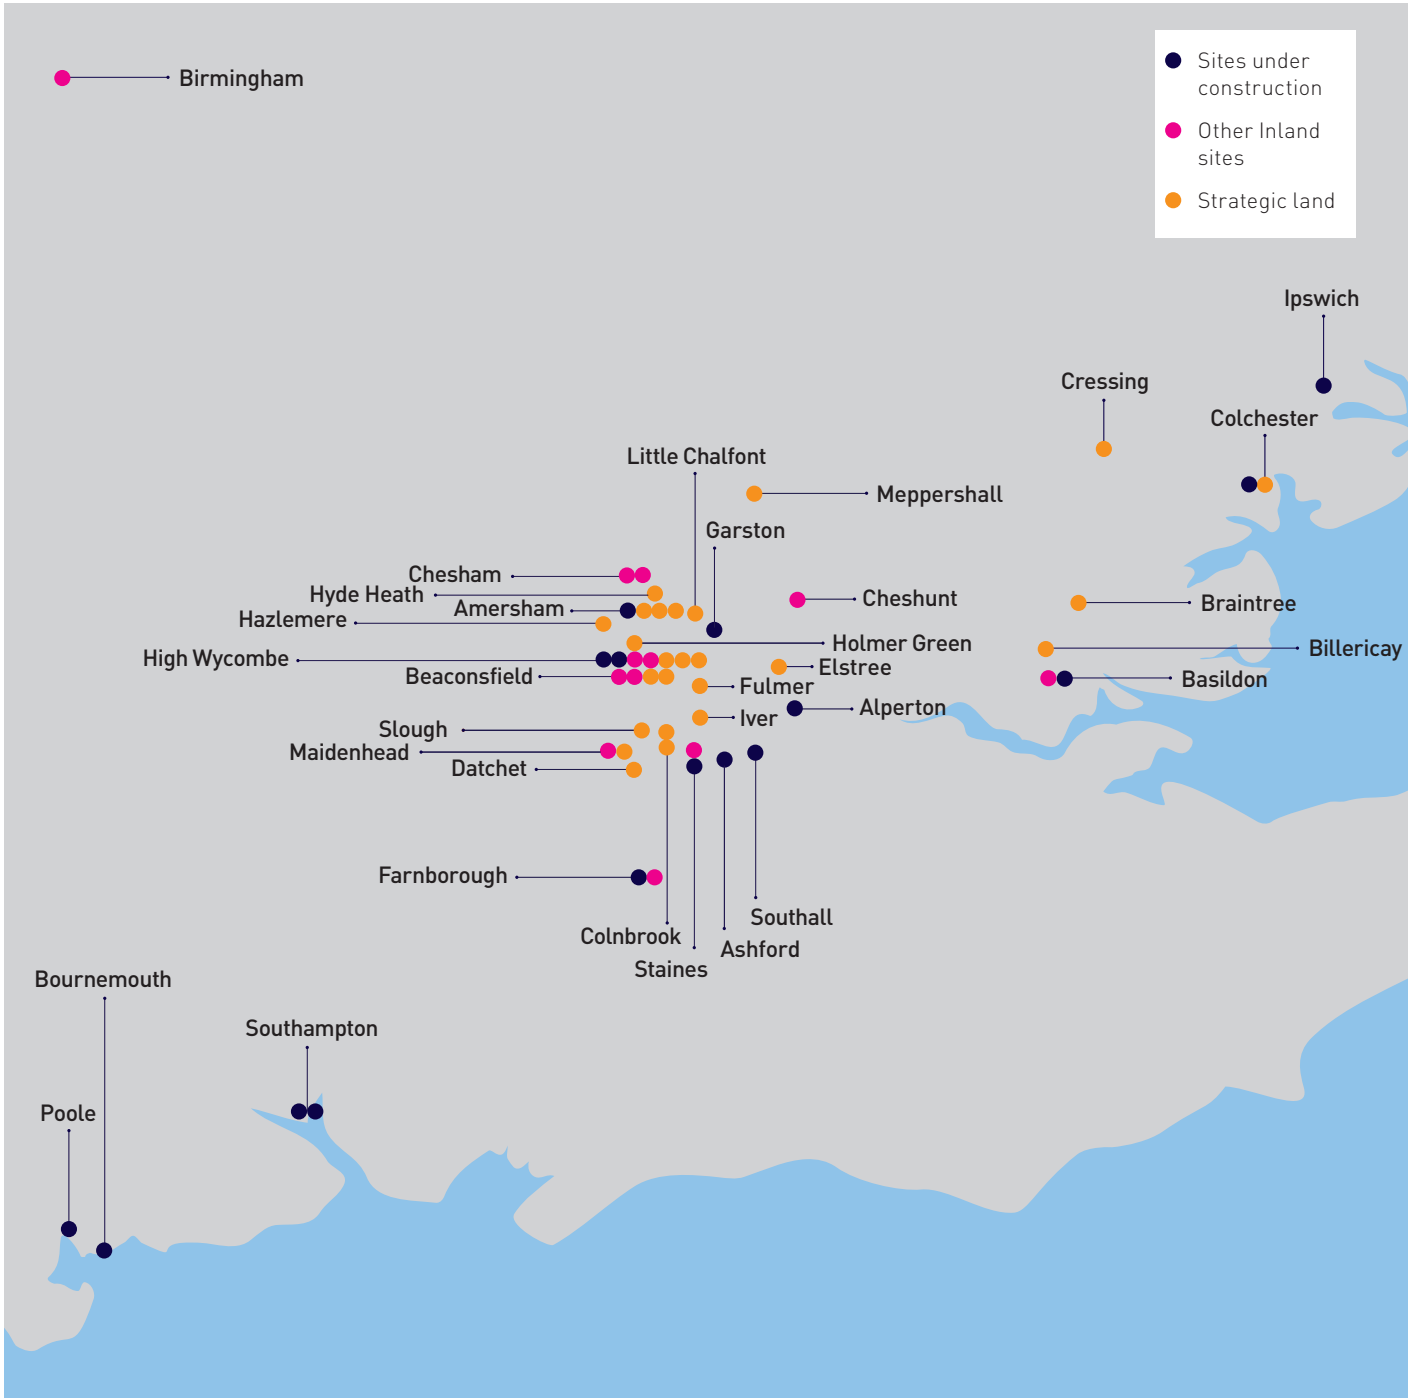 Birmingham
Sites under
construction
Other Inland
sites
Strategic land
Ipswich
Cressing
Colchester
Little Chalfont
Meppershall
Garston
Chesham
Hyde Heath
Amersham
Cheshunt
Braintree
Hazlemere
Holmer Green
High Wycombe
Elstree
Billericay
Beaconsfield
Fulmer
Basildon
Alperton
Iver
Slough
Maidenhead
Datchet
Farnborough
Southall
Colnbrook
Ashford
Staines
Bournemouth
Southampton
Poole